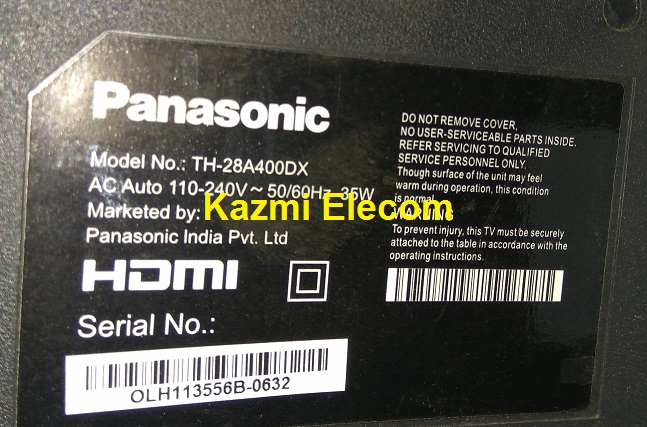 Panasonic
Model No.: TH-28A400DX
AC Auto 110-240V ~ 50/60Hz 35W
Marketed by:
Panasonic India Pvt. Ltd
HDMI
Serial No.:
OLH113556B-0632
DO NOT REMOVE COVER,
NO USER-SERVICEABLE PARTS INSIDE.
REFER SERVICING TO QUALIFIED
SERVICE PERSONNEL ONLY.
Though surface of the unit may feel
warm during operation, this condition
is normal.
WARNING
To prevent injury, this TV must be securely
attached to the table in accordance with the
operating instructions.
Kazmi Elecom